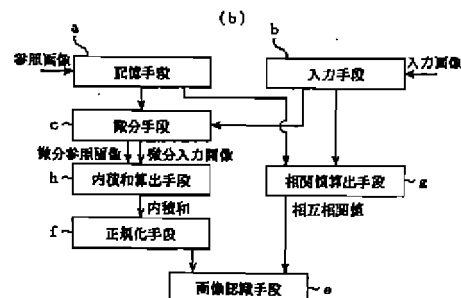 (b)
a
b
参照画像
記憶手段
入力手段
入力画像
c
微分手段
微分参照画像
微分入力画像
h
内積和算出手段
相関値算出手段
g
内積和
相互相関値
f
正規化手段
画像認識手段
e